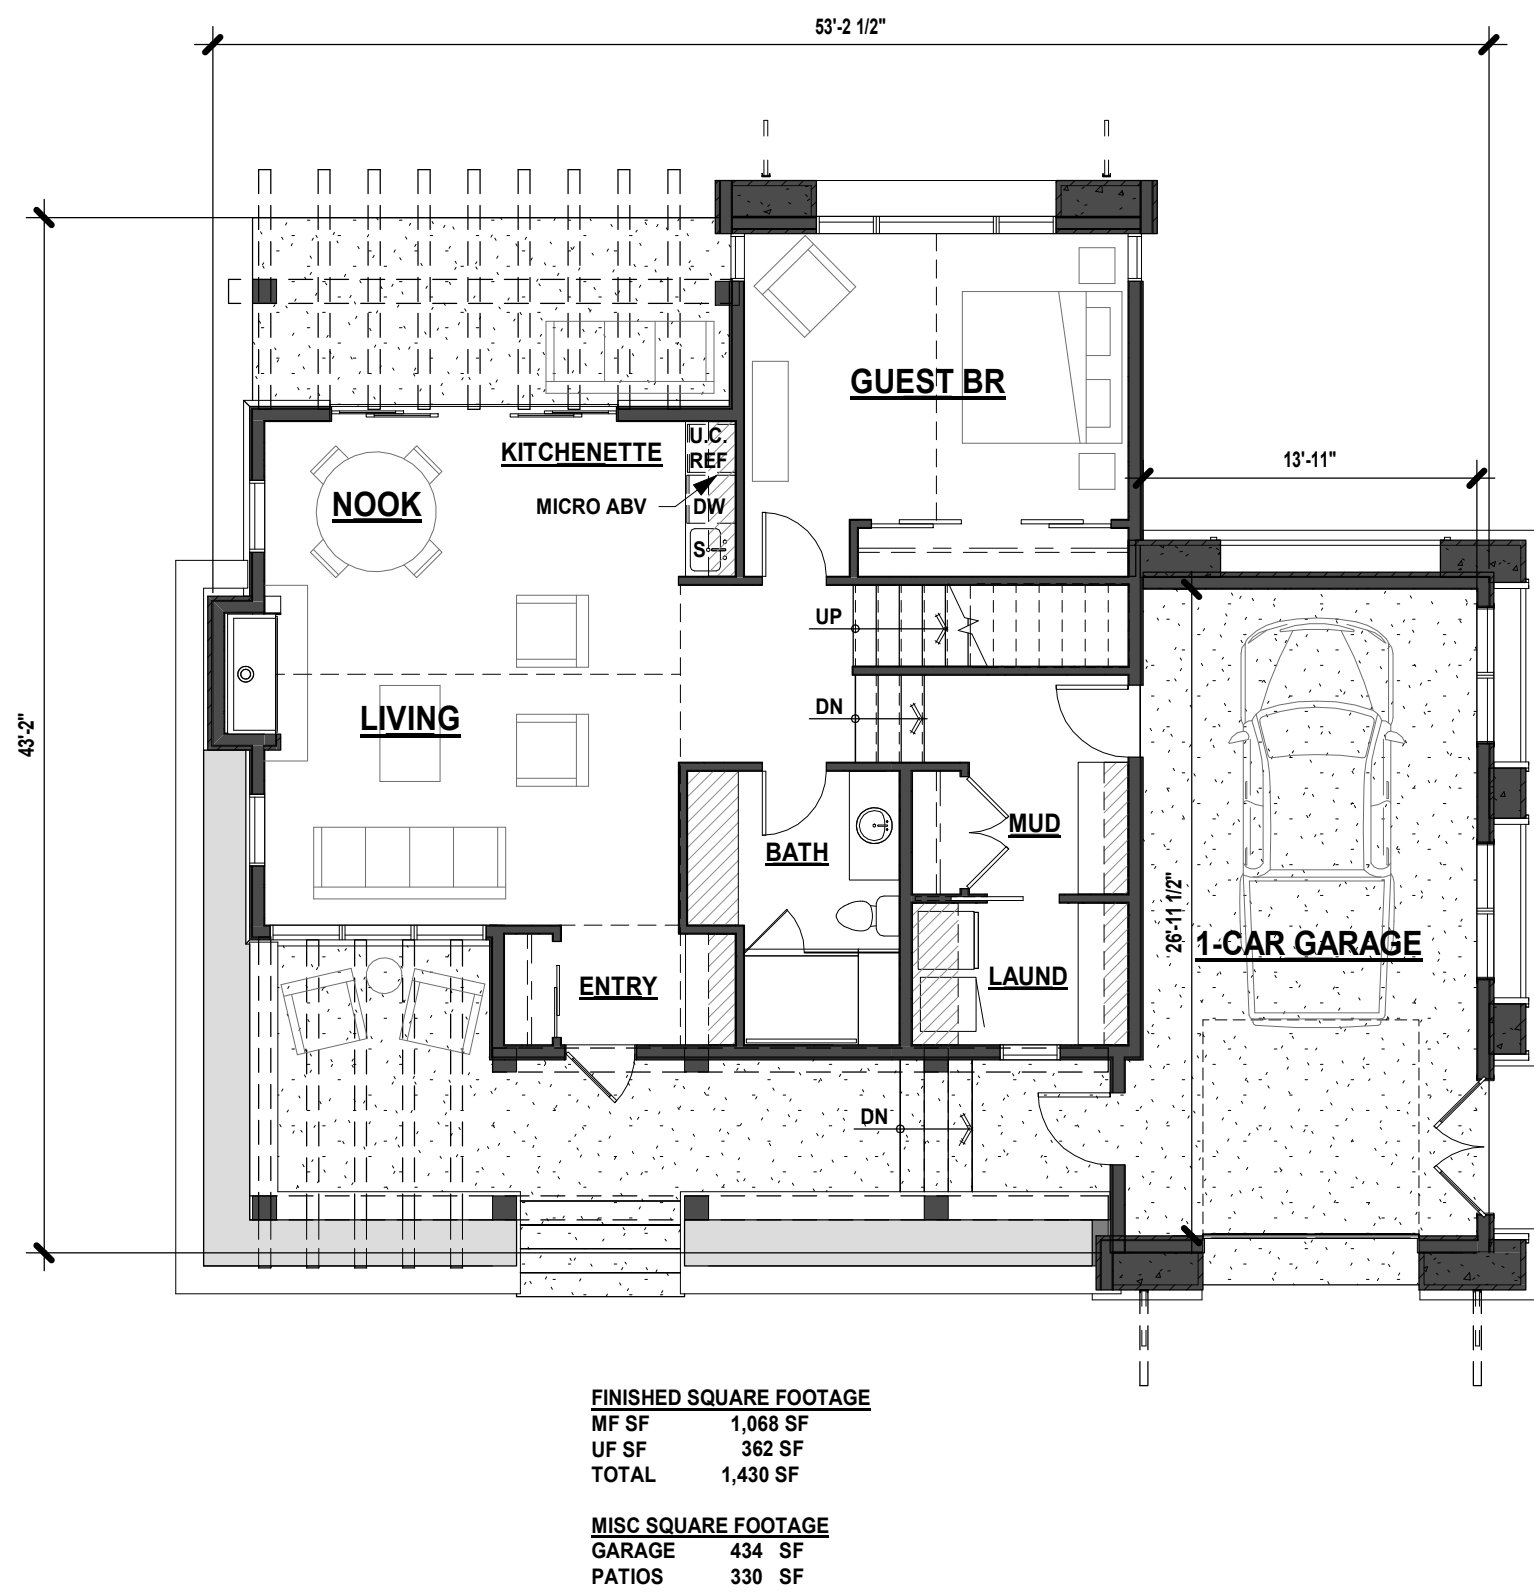 53'-2 1/2"
GUEST BR
U.C.
REF
KITCHENETTE
13'-11"
NOOK
MICRO ABV
DW
S
UP
DN
LIVING
43'-2"
MUD
BATH
26'-11 1/2"
1-CAR GARAGE
LAUND
ENTRY
DN
FINISHED SQUARE FOOTAGE
MF SF 1,068 SF
UF SF 362 SF
TOTAL 1,430 SF
MISC SQUARE FOOTAGE
GARAGE 434 SF
PATIOS 330 SF